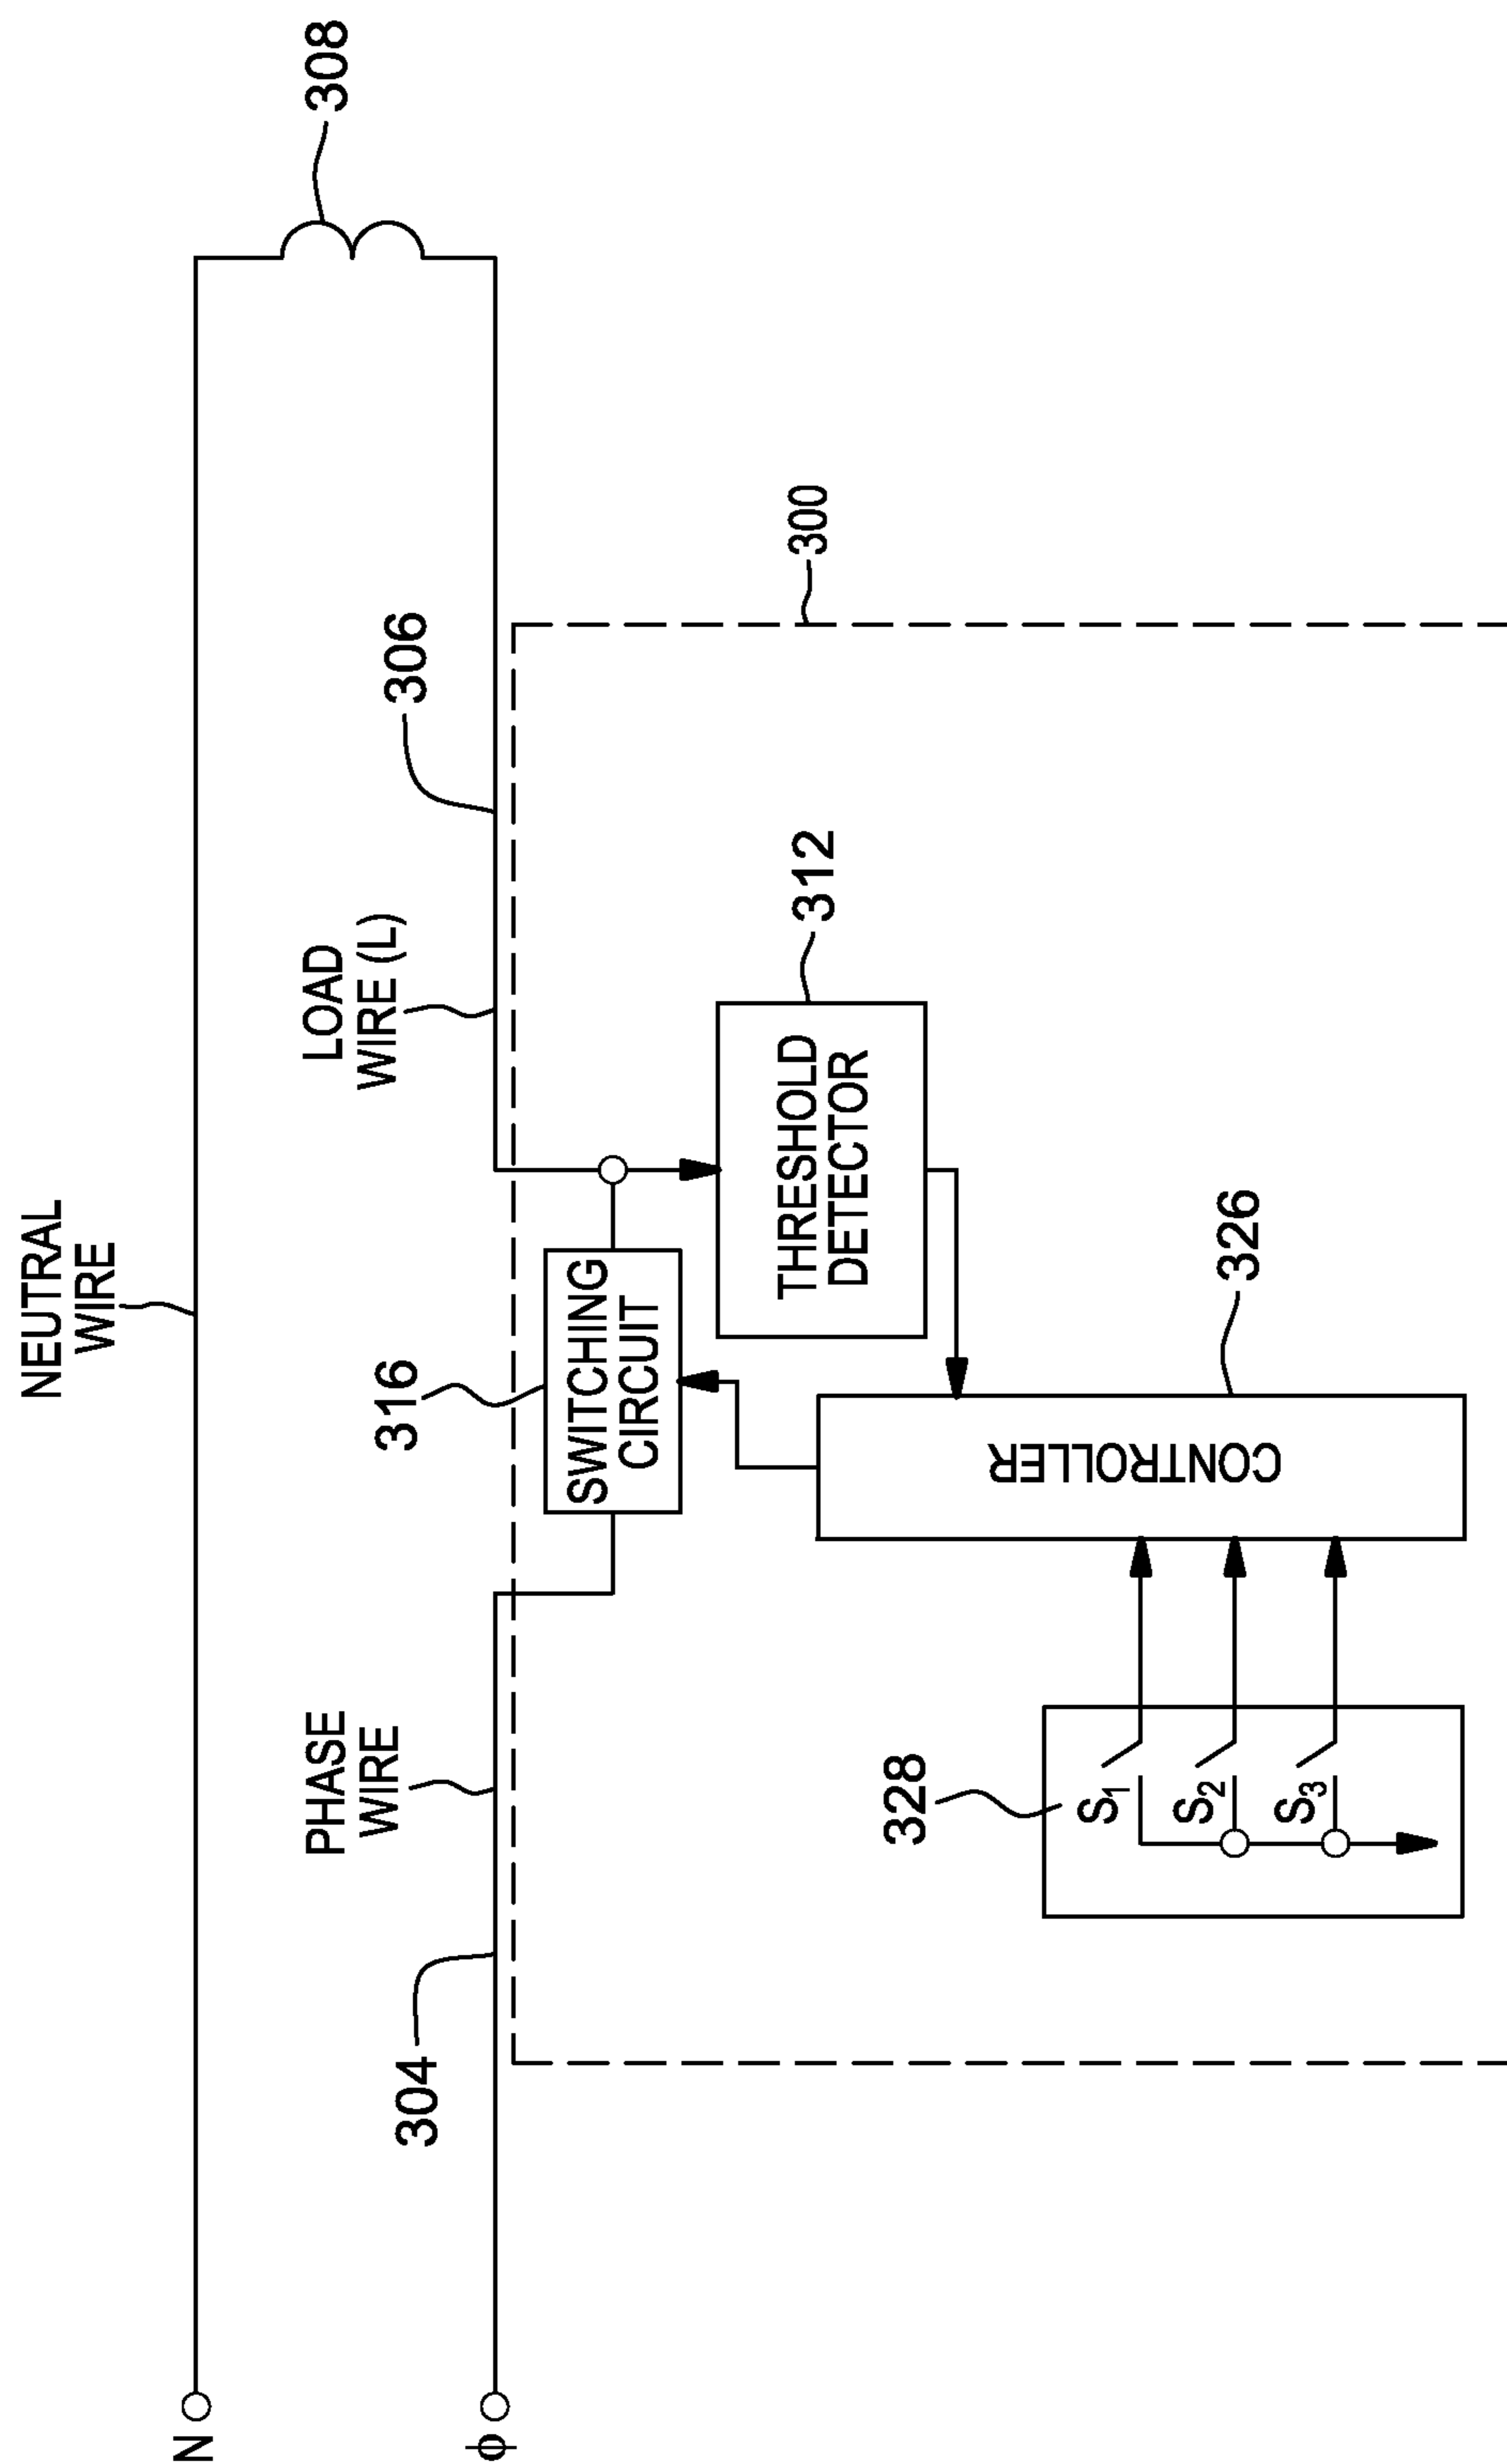 NEUTRAL
WIRE
308
N
LOAD
WIRE (L)
306
PHASE
WIRE
304
ϕ
300
316
SWITCHING
CIRCUIT
312
THRESHOLD
DETECTOR
326
CONTROLLER
328
S1
S2
S3